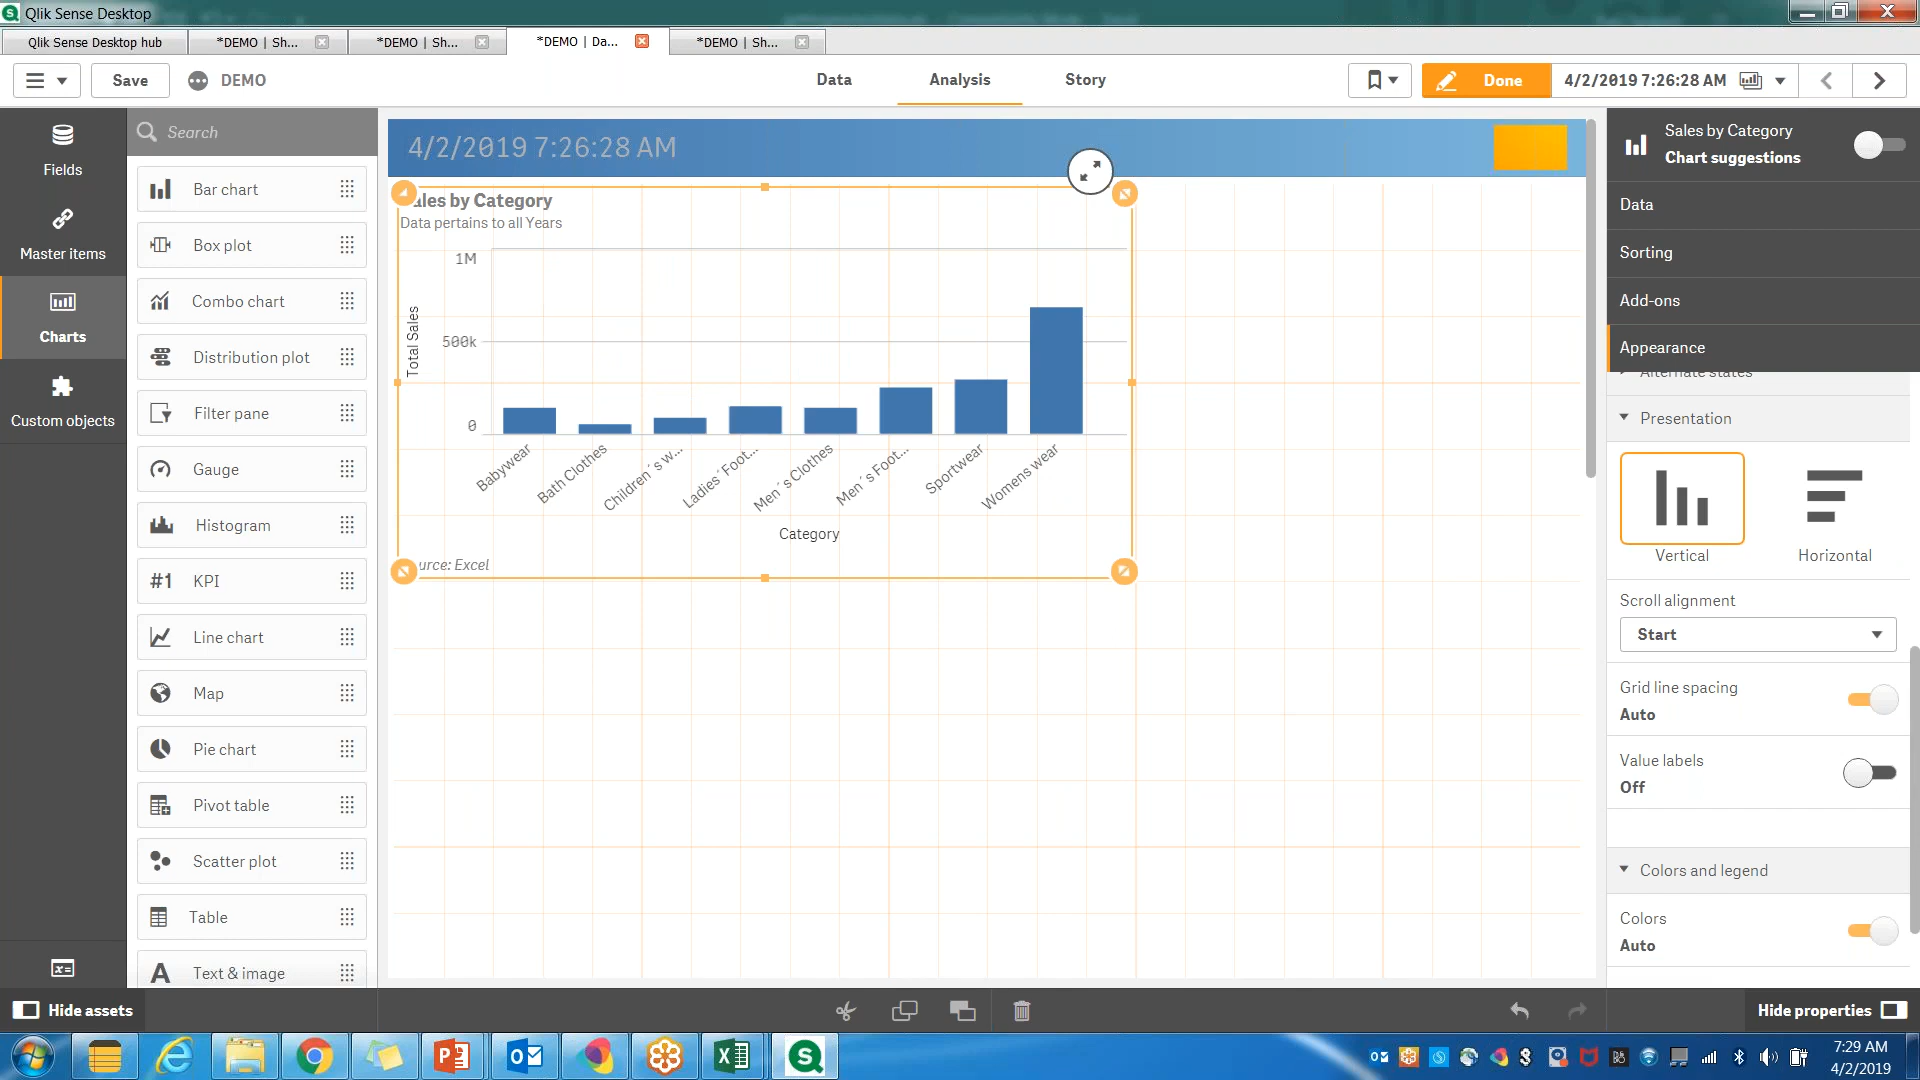 Qlik Sense Desktop
Qlik Sense Desktop hub
*DEMO | Sh...
*DEMO | Sh...
*DEMO | Da...
*DEMO | Sh...
Save
DEMO
Data
Analysis
Story
Done
4/2/2019 7:26:28 AM
Fields
Master items
Charts
Custom objects
Search
Bar chart
Box plot
Combo chart
Distribution plot
Filter pane
Gauge
Histogram
#1 KPI
Line chart
Map
Pie chart
Pivot table
Scatter plot
Table
A Text & image
4/2/2019 7:26:28 AM
ales by Category
Data pertains to all Years
1M
500k
0
Total Sales
Babywear
Bath Clothes
Children´s w...
Ladies´Foot...
Men´s Clothes
Men´s Foot...
Sportwear
Womens wear
Category
urce: Excel
Sales by Category
Chart suggestions
Data
Sorting
Add-ons
Appearance
Alternate states
Presentation
Vertical
Horizontal
Scroll alignment
Start
Grid line spacing
Auto
Value labels
Off
Colors and legend
Colors
Auto
Hide assets
Hide properties
7:29 AM
4/2/2019